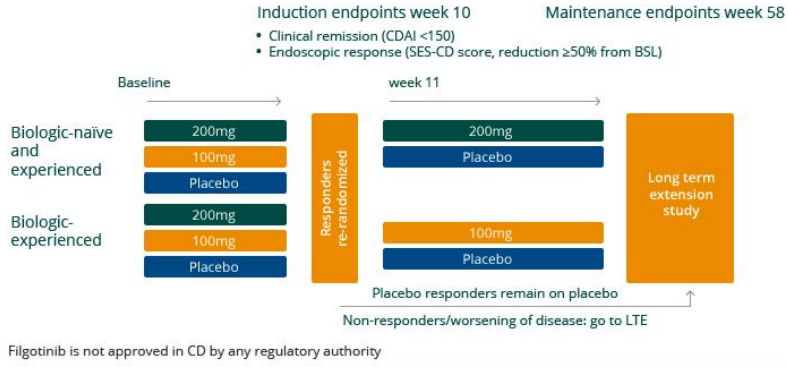 Induction endpoints week 10
Maintenance endpoints week 58
• Clinical remission (CDAI <150)
• Endoscopic response (SES-CD score, reduction ≥50% from BSL)
Baseline
week 11
Biologic-naïve
and
experienced
200mg
100mg
Placebo
Biologic-
experienced
200mg
100mg
Placebo
Responders
re-randomized
200mg
Placebo
100mg
Placebo
Long term
extension
study
Placebo responders remain on placebo
Non-responders/worsening of disease: go to LTE
Filgotinib is not approved in CD by any regulatory authority